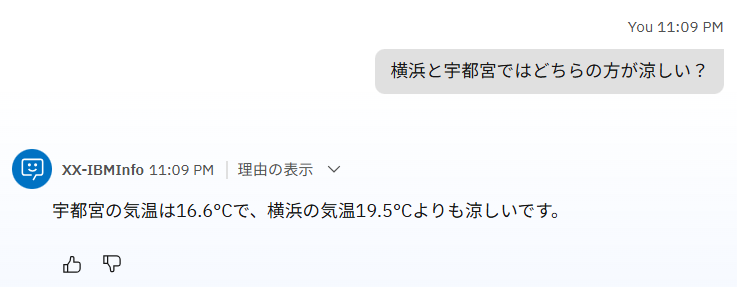 You 11:09 PM
横浜と宇都宮ではどちらの方が涼しい？
XX-IBMInfo 11:09 PM 理由の表示
宇都宮の気温は16.6°Cで、横浜の気温19.5°Cよりも涼しいです。